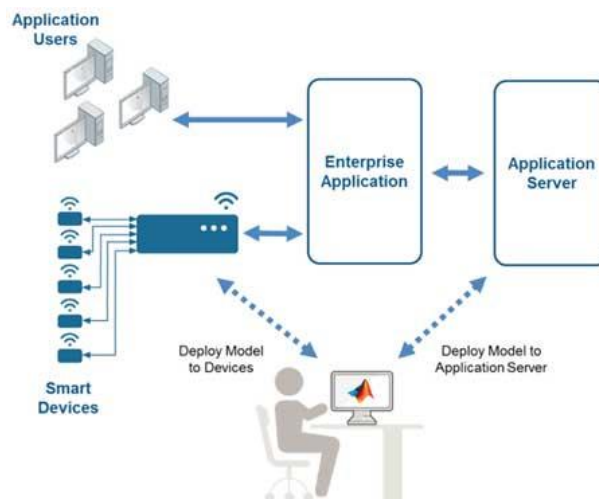 Application
Users
Enterprise
Application
Application
Server
Deploy Model
to Devices
Deploy Model to
Application Server
Smart
Devices